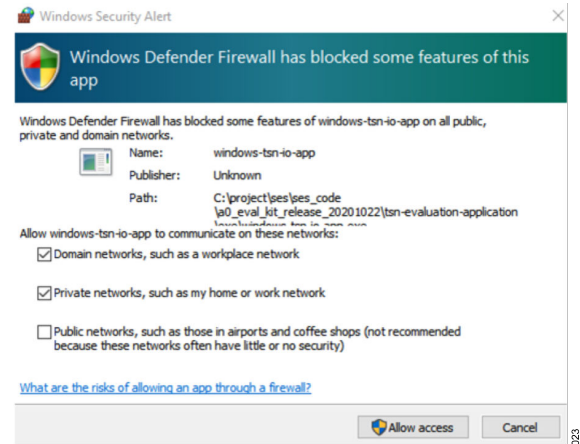 Windows Security Alert
Windows Defender Firewall has blocked some features of this
app
Windows Defender Firewall has blocked some features of windows-tsn-io-app on all public,
private and domain networks.
Name: windows-tsn-io-app
Publisher: Unknown
Path: C:\project\ses\ses_code
\a0_eval_kit_release_20201022\tsn-evaluation-application
Allow windows-tsn-io-app to communicate on these networks:
Domain networks, such as a workplace network
Private networks, such as my home or work network
Public networks, such as those in airports and coffee shops (not recommended
because these networks often have little or no security)
What are the risks of allowing an app through a firewall?
Allow access Cancel
023